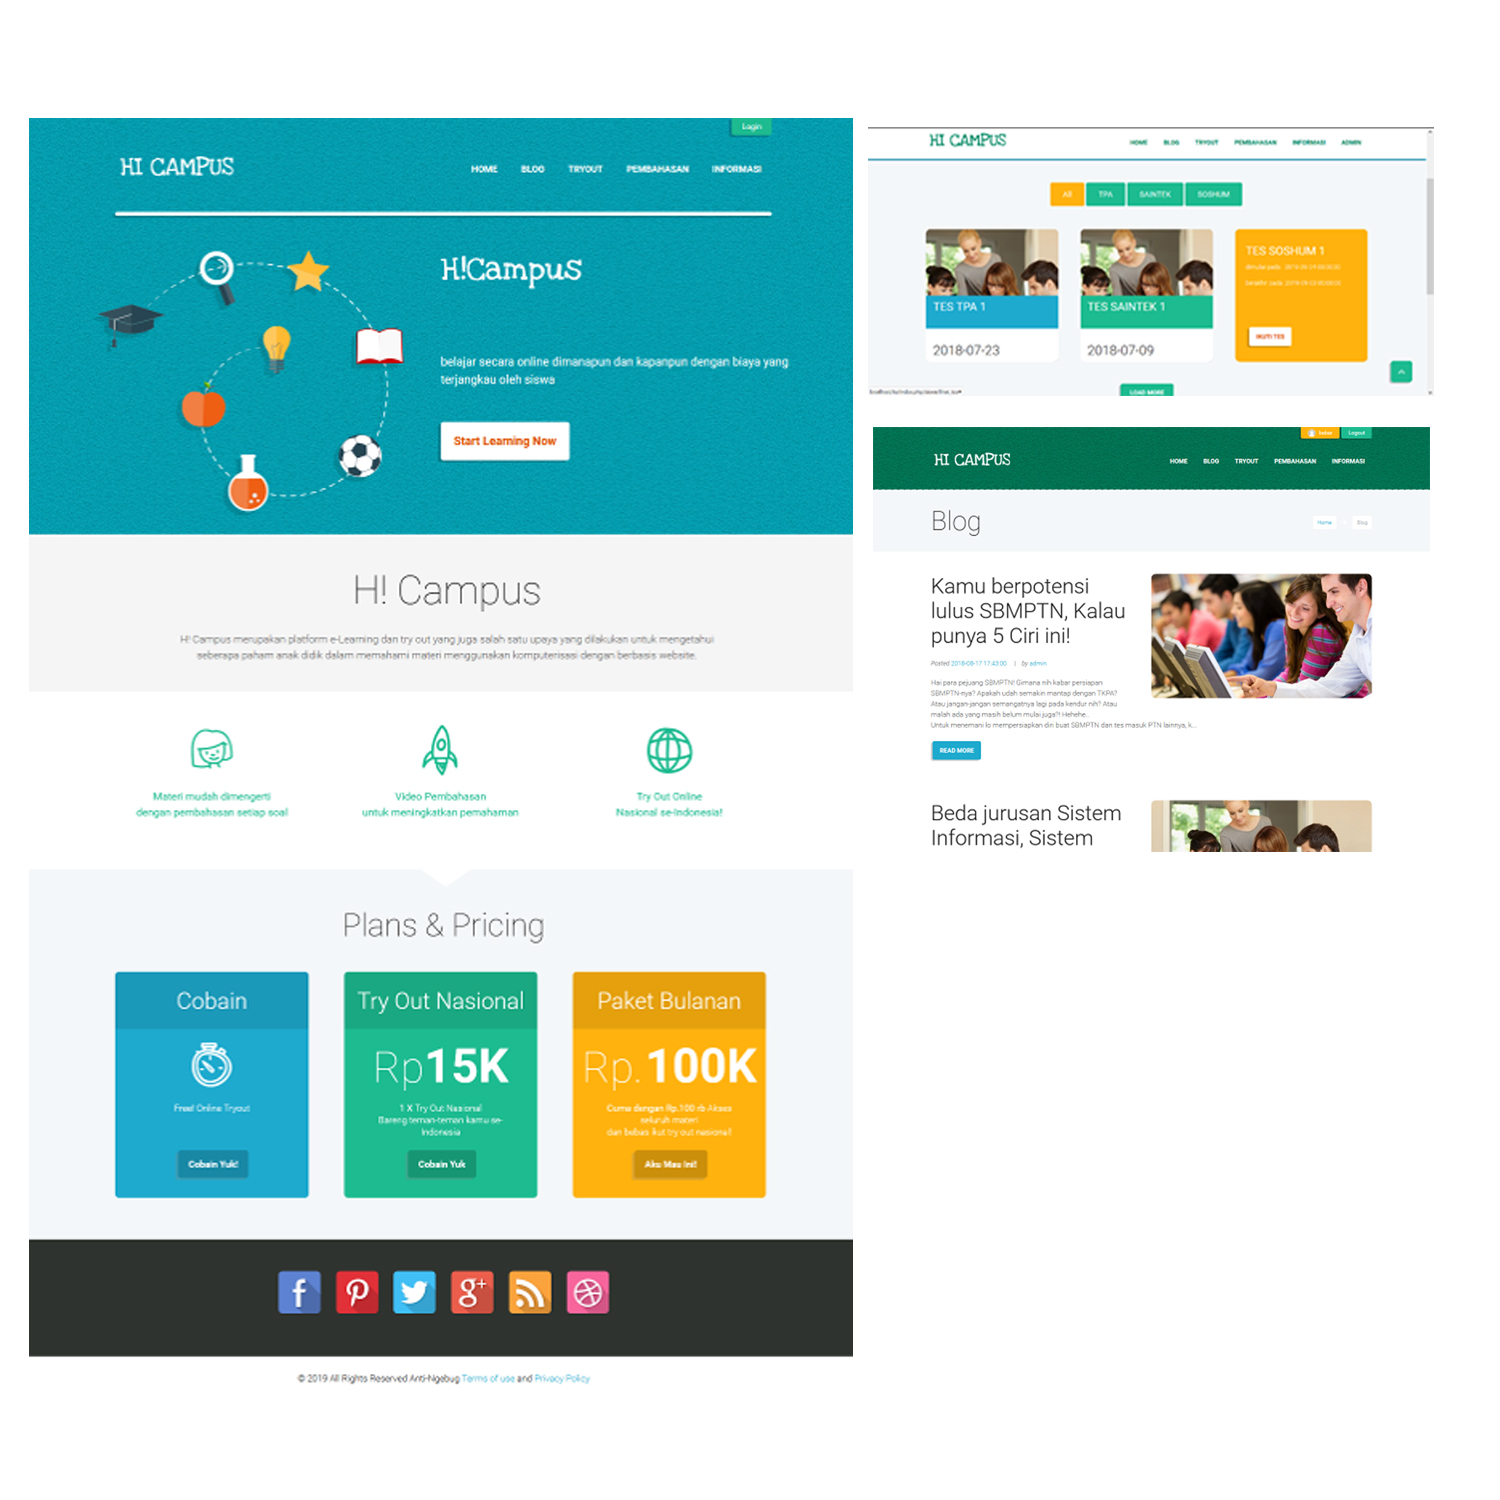 Login
HI CAMPUS
HOME BLOG TRYOUT PEMBAHASAN INFORMASI
H!Campus
belajar secara online dimanapun dan kapanpun dengan biaya yang
terjangkau oleh siswa
Start Learning Now
H! Campus
H! Campus merupakan platform e-Learning dan try out yang juga salah satu upaya yang dilakukan untuk mengetahui
seberapa paham anak didik dalam memahami materi menggunakan komputerisasi dengan berbasis website.
Materi mudah dimengerti
dengan pembahasan setiap soal
Video Pembahasan
untuk meningkatkan pemahaman
Try Out Online
Nasional se-Indonesia!
Plans & Pricing
Cobain
Free! Online Tryout
Cobain Yuk!
Try Out Nasional
Rp15K
1 X Try Out Nasional
Bareng teman-teman kamu se-
Indonesia
Cobain Yuk
Paket Bulanan
Rp.100K
Cuma dengan Rp.100 rb Akses
seluruh materi
dan bebas ikut try out nasional!
Aku Mau Ini!
© 2019 All Rights Reserved Anti-Ngebug Terms of use and Privacy Policy
HI CAMPUS
HOME BLOG TRYOUT PEMBAHASAN INFORMASI ADMIN
All TPA SAINTEK SOSHUM
TES TPA 1
2018-07-23
TES SAINTEK 1
2018-07-09
TES SOSHUM 1
dimulai pada
berakhir pada
IKUTI TES
LOAD MORE
Logout
HI CAMPUS
HOME BLOG TRYOUT PEMBAHASAN INFORMASI
Blog
Home Blog
Kamu berpotensi
lulus SBMPTN, Kalau
punya 5 Ciri ini!
Posted 2018-08-17 17:43:00 | by admin
Hai para pejuang SBMPTN! Gimana nih kabar persiapan
SBMPTN-nya? Apakah udah semakin mantap dengan TKPA?
Atau jangan-jangan semangatnya lagi pada kendur nih? Atau
malah ada yang masih belum mulai juga?! Hehehe..
Untuk menemani lo mempersiapkan diri buat SBMPTN dan tes masuk PTN lainnya, k...
READ MORE
Beda jurusan Sistem
Informasi, Sistem